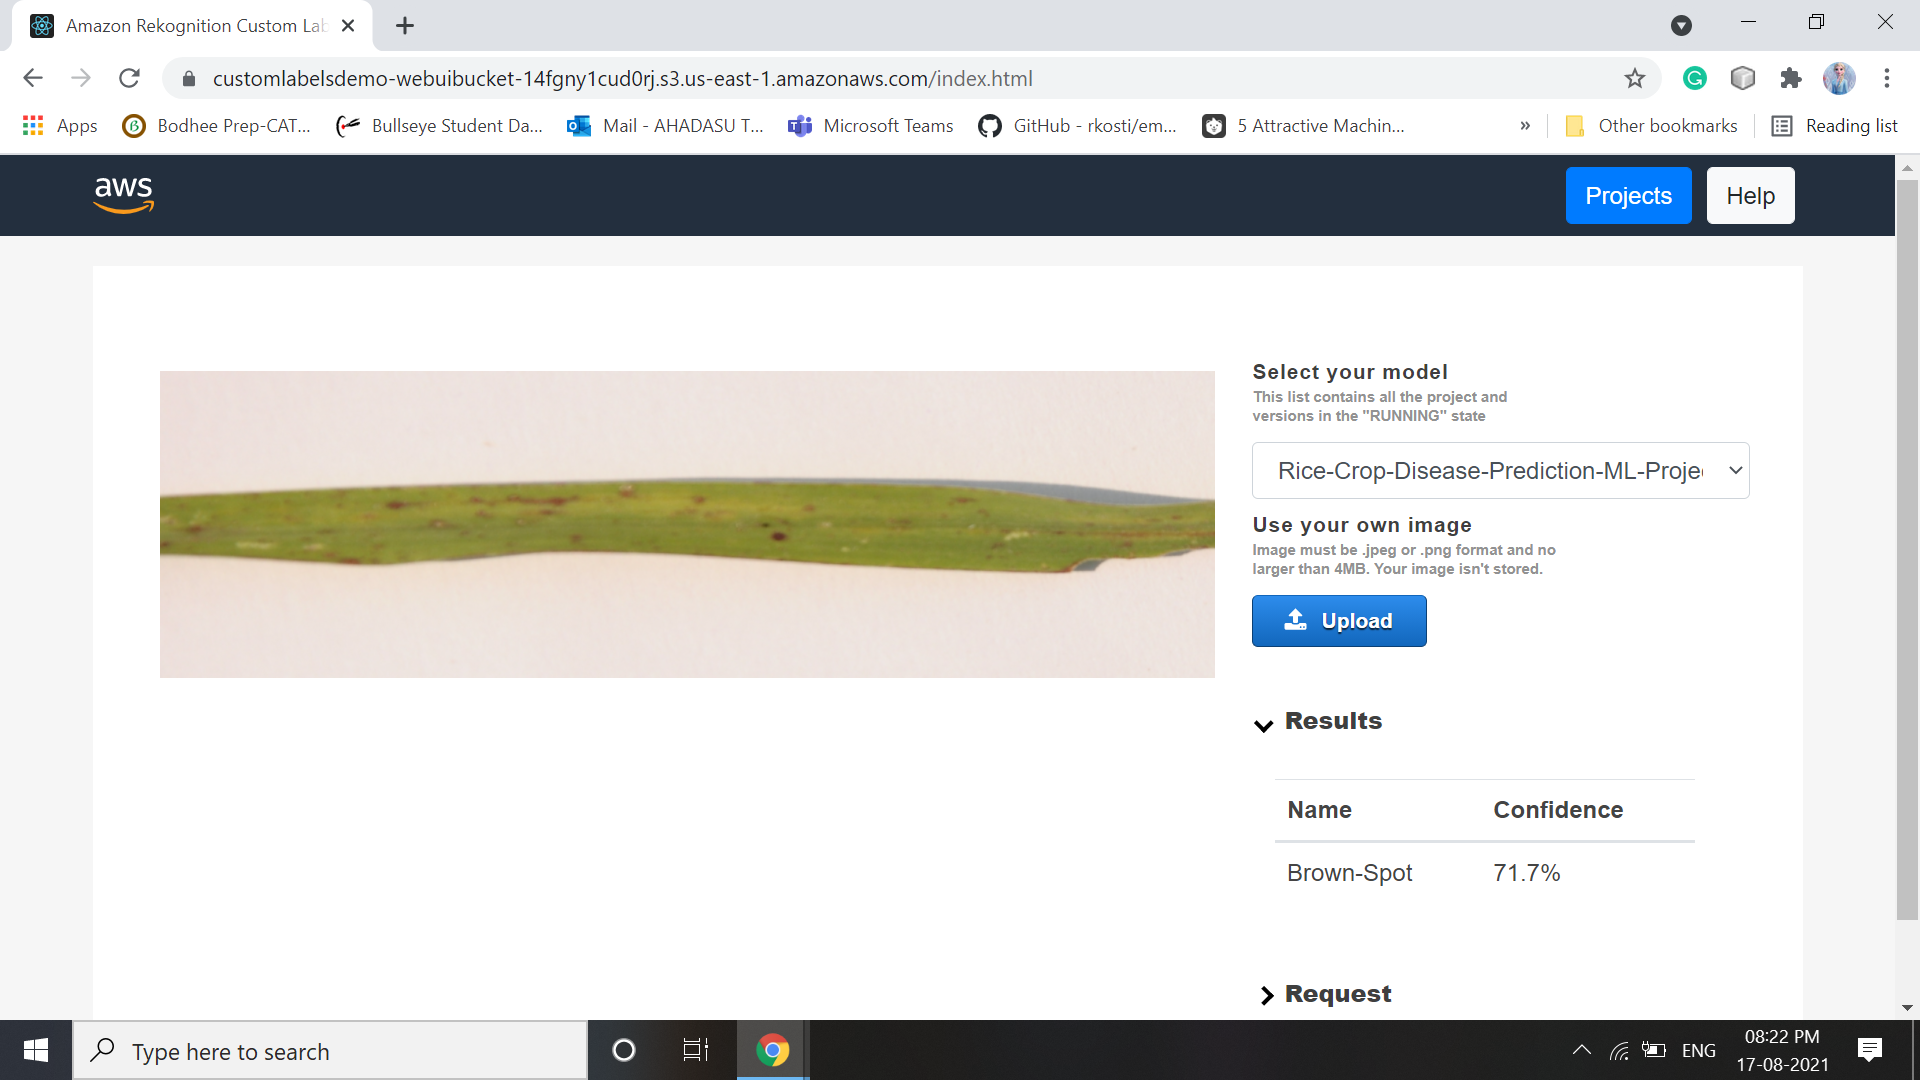 Amazon Rekognition Custom Lab
customlabelsdemo-webuibucket-14fgny1cud0rj.s3.us-east-1.amazonaws.com/index.html
Apps Bodhee Prep-CAT... Bullseye Student Da... Mail - AHADASU T... Microsoft Teams GitHub - rkosti/em... 5 Attractive Machin... » Other bookmarks Reading list
aws Projects Help
Select your model
This list contains all the project and
versions in the "RUNNING" state
Rice-Crop-Disease-Prediction-ML-Projec
Use your own image
Image must be .jpeg or .png format and no
larger than 4MB. Your image isn't stored.
Upload
Results
Name Confidence
Brown-Spot 71.7%
Request
Type here to search
ENG
08:22 PM
17-08-2021